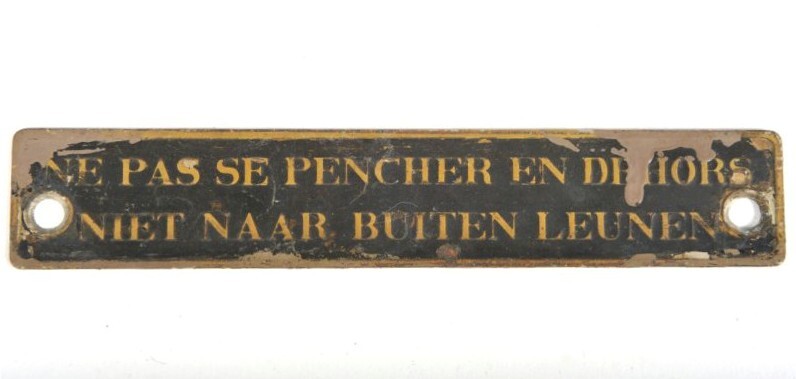 NE PAS SE PENCHER EN DEHORS
NIET NAAR BUITEN LEUNEN